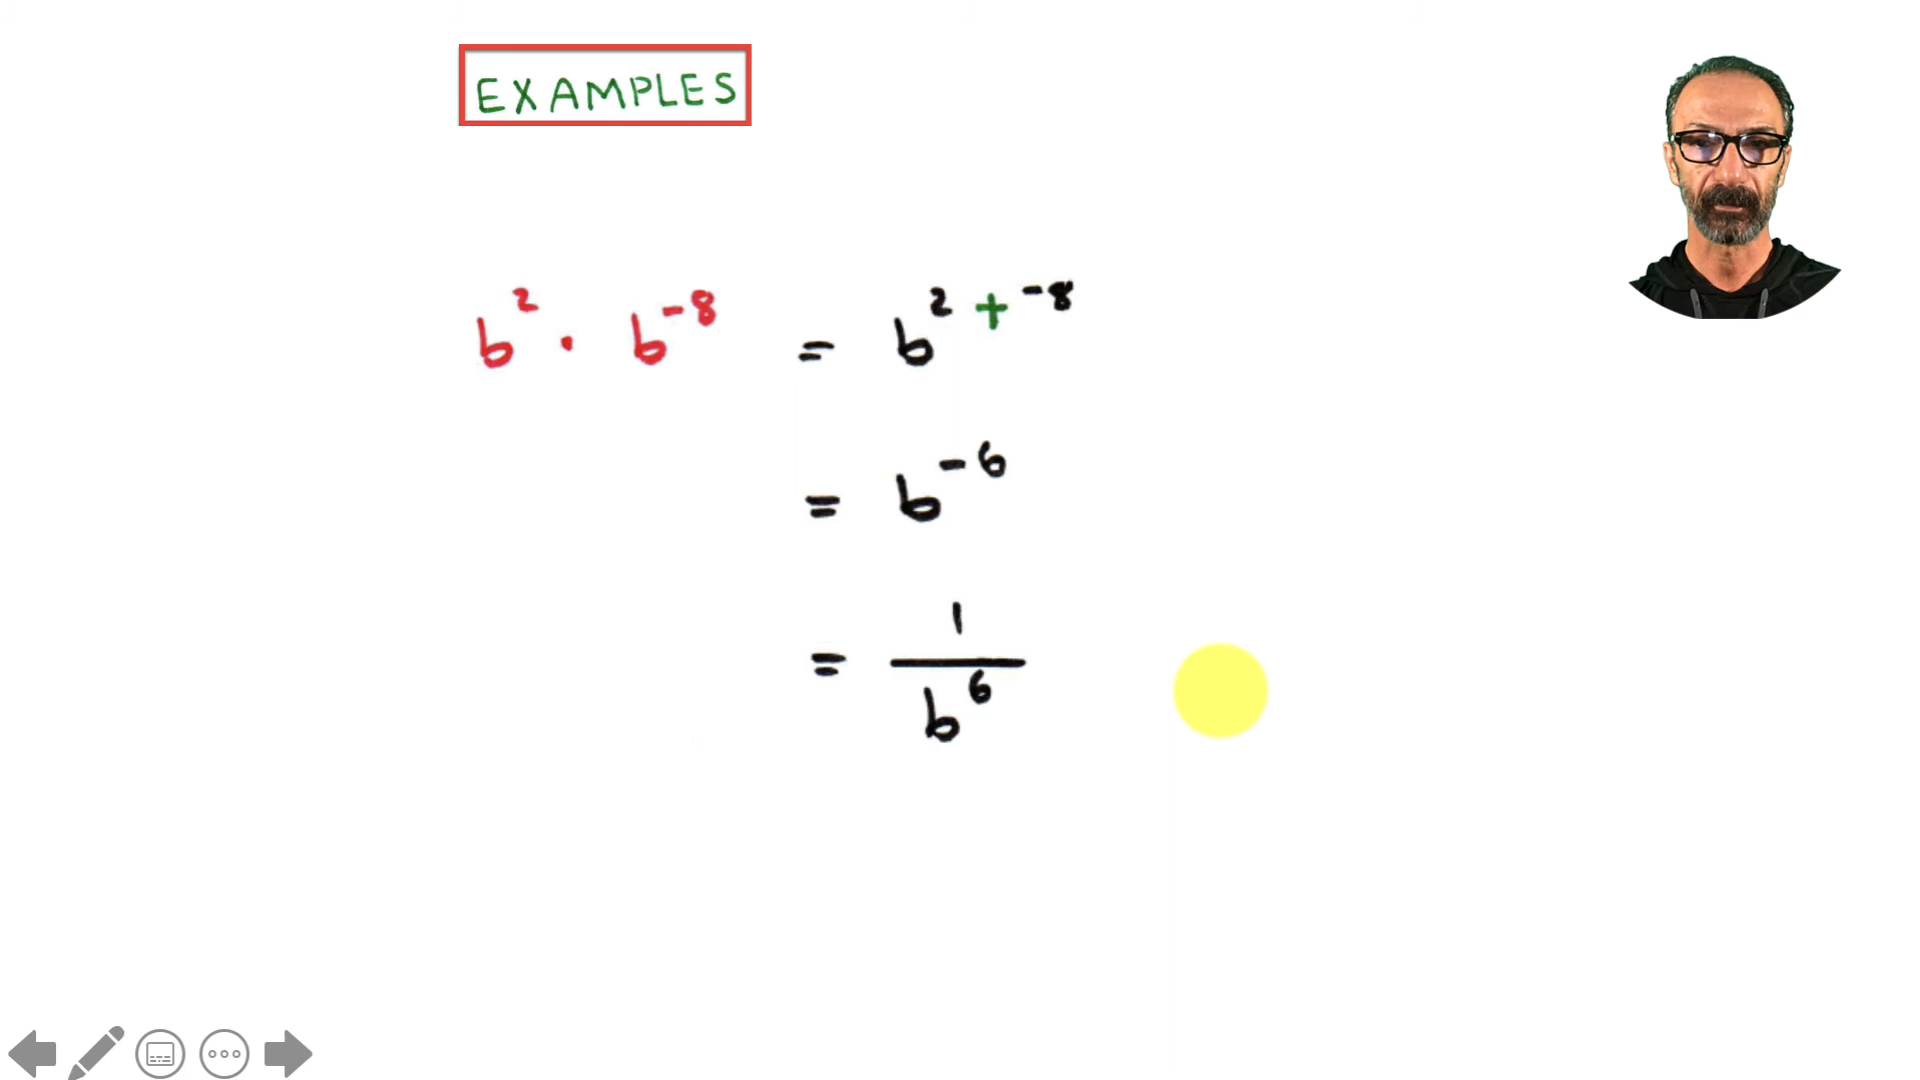 EXAMPLES
b² · b⁻⁸ = b² ⁺ ⁻⁸
= b⁻⁶
= 1/b⁶